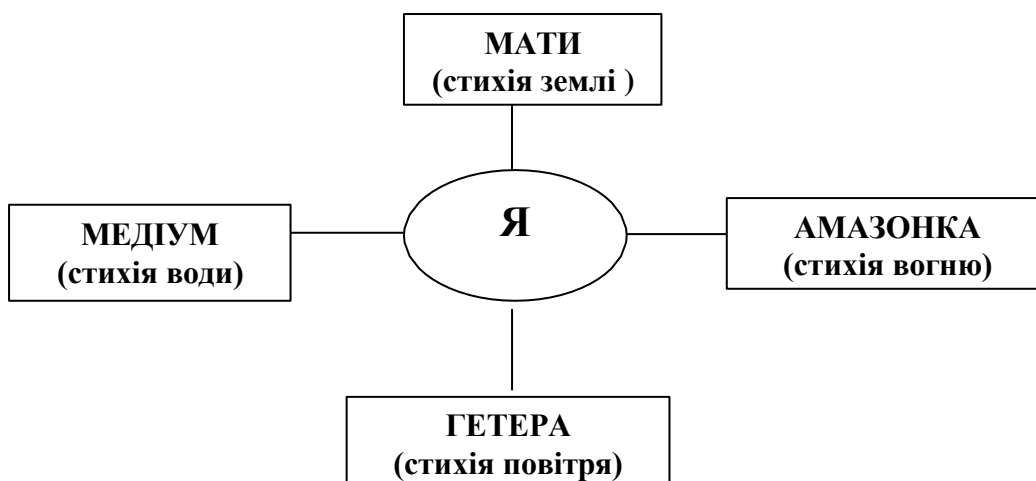 МАТИ
(стихія землі )
Я
МЕДІУМ
(стихія води)
АМАЗОНКА
(стихія вогню)
ГЕТЕРА
(стихія повітря)